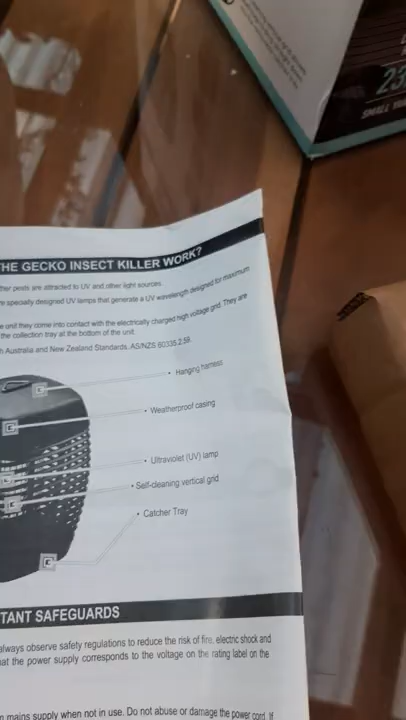 23
SMALL YAR
THE GECKO INSECT KILLER WORK?
ther pests are attracted to UV and other light sources.
re specially designed UV lamps that generate a UV wavelength designed for maximum
e unit they come into contact with the electrically charged high voltage grid. They are
the collection tray at the bottom of the unit.
h Australia and New Zealand Standards. AS/NZS 60335.2.59.
• Hanging harness
• Weatherproof casing
• Ultraviolet (UV) lamp
• Self-cleaning vertical grid
• Catcher Tray
TANT SAFEGUARDS
always observe safety regulations to reduce the risk of fire, electric shock and
at the power supply corresponds to the voltage on the rating label on the
n mains supply when not in use. Do not abuse or damage the power cord. If